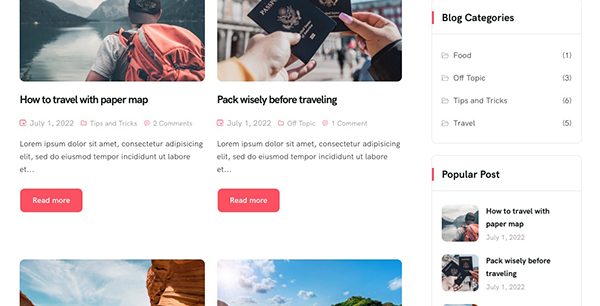 How to travel with paper map
July 1, 2022 Tips and Tricks 2 Comments
Lorem ipsum dolor sit amet, consectetur adipisicing
elit, sed do eiusmod tempor incididunt ut labore
et...
Read more
PASSPORT
Pack wisely before traveling
July 1, 2022 Off Topic 1 Comment
Lorem ipsum dolor sit amet, consectetur adipisicing
elit, sed do eiusmod tempor incididunt ut labore
et...
Read more
Blog Categories
Food (1)
Off Topic (3)
Tips and Tricks (6)
Travel (5)
Popular Post
How to travel with
paper map
July 1, 2022
Pack wisely before
traveling
July 1, 2022